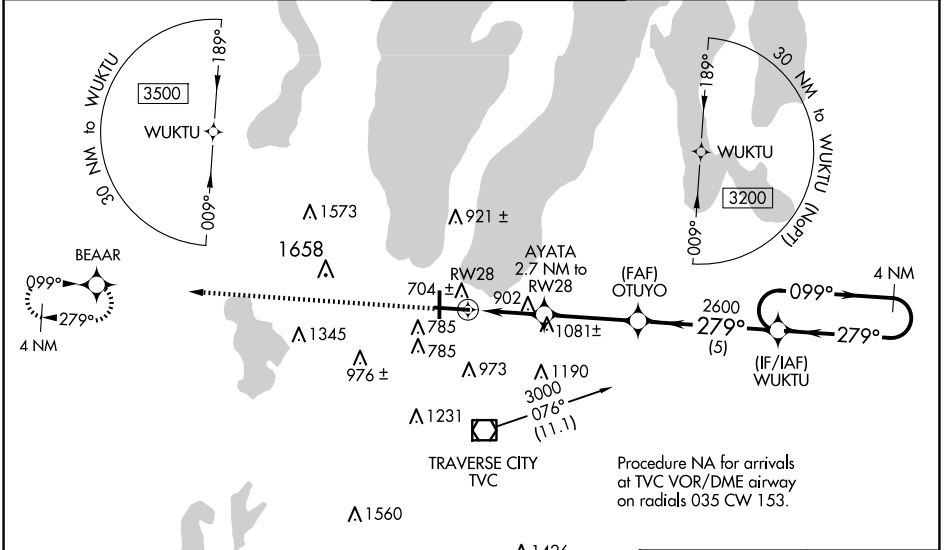 30 NM to WUKTU
189°
3500
WUKTU
009°
189°
30 NM to WUKTU (NoPT)
WUKTU
3200
009°
1573
921 ±
1658
BEAAR
099°
279°
4 NM
RW28
704 ±
AYATA
2.7 NM to
RW28
902
1081±
(FAF)
OTUYO
2600
279°
(5)
099°
4 NM
279°
(IF/IAF)
WUKTU
1345
785
785
976 ±
973
1190
3000
076°
(11.1)
1231
TRAVERSE CITY
TVC
Procedure NA for arrivals
at TVC VOR/DME airway
on radials 035 CW 153.
1560